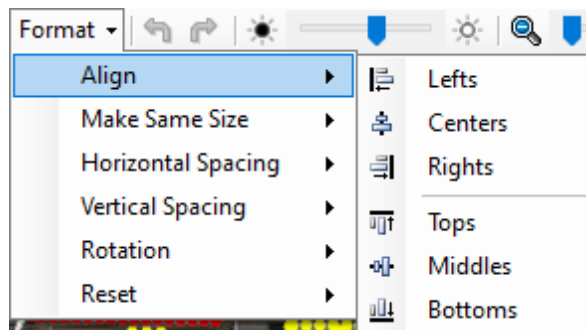 Format
Align
Make Same Size
Horizontal Spacing
Vertical Spacing
Rotation
Reset
Lefts
Centers
Rights
Tops
Middles
Bottoms